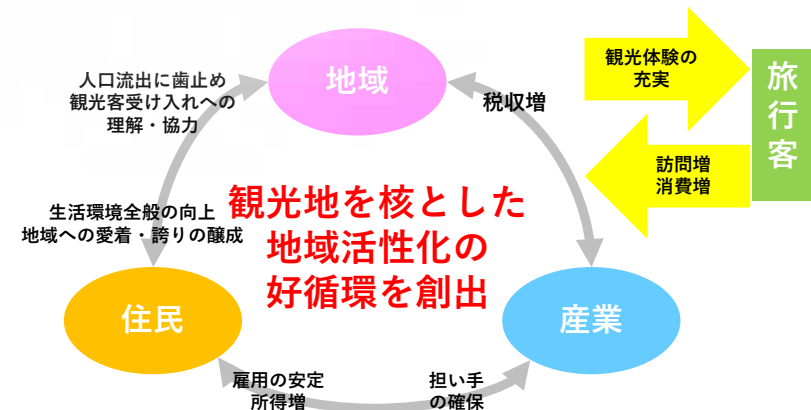 地域
人口流出に歯止め
観光客受け入れへの
理解・協力
税収増
観光体験の
充実
旅行客
訪問増
消費増
生活環境全般の向上
地域への愛着・誇りの醸成
観光地を核とした
地域活性化の
好循環を創出
住民
産業
雇用の安定
所得増
担い手
の確保